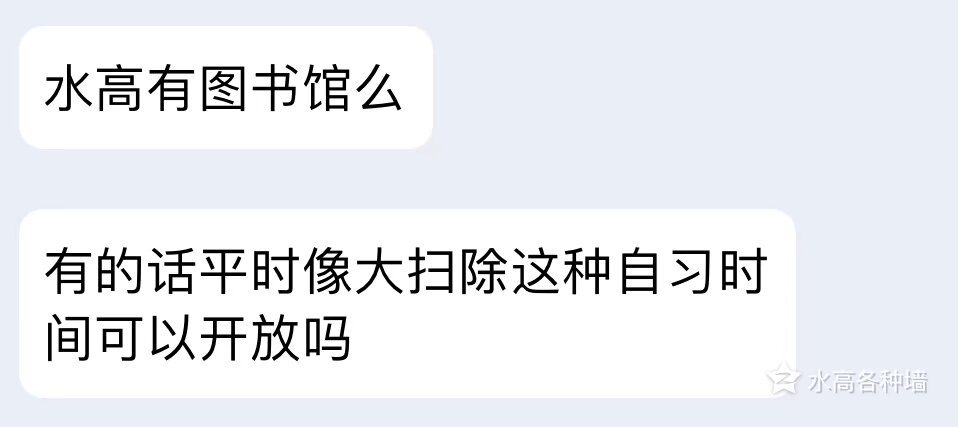 水高有图书馆么
有的话平时像大扫除这种自习时
间可以开放吗
水高各种墙